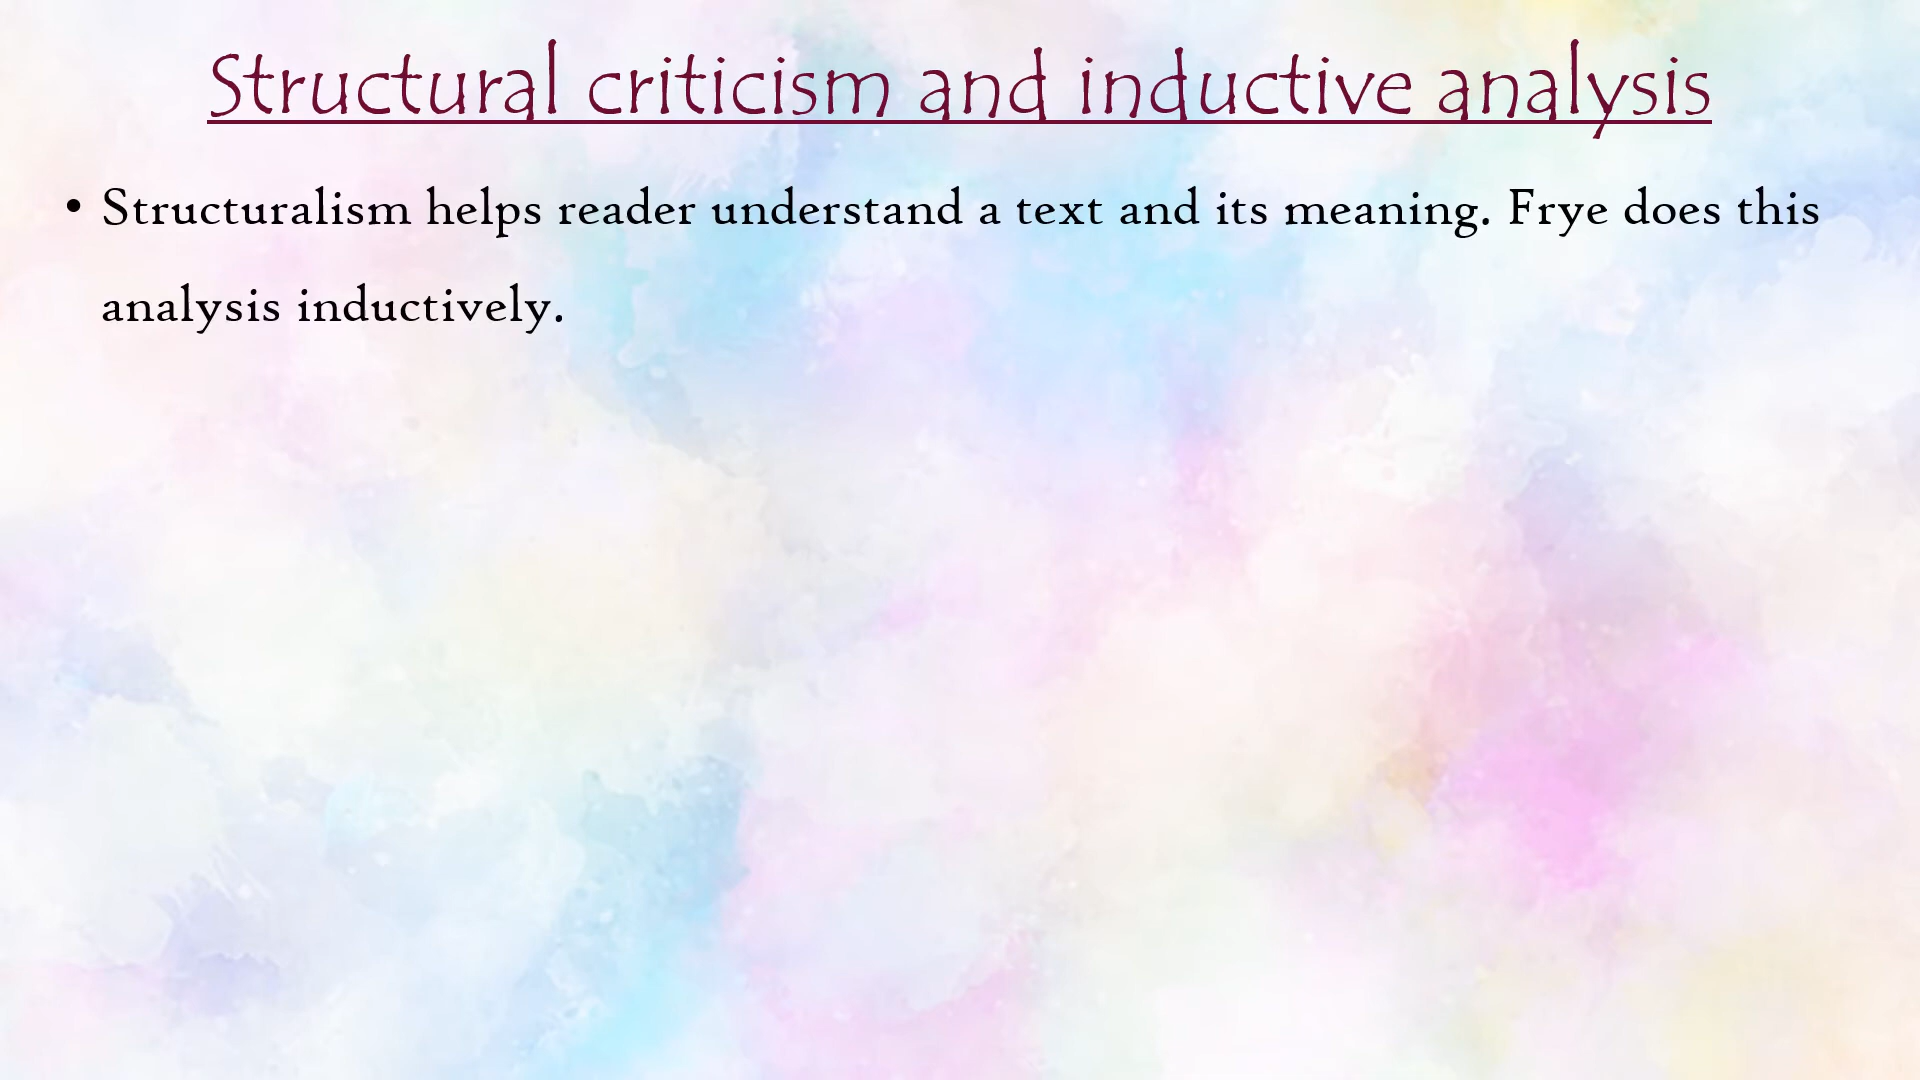 Structural criticism and inductive analysis
• Structuralism helps reader understand a text and its meaning. Frye does this
analysis inductively.